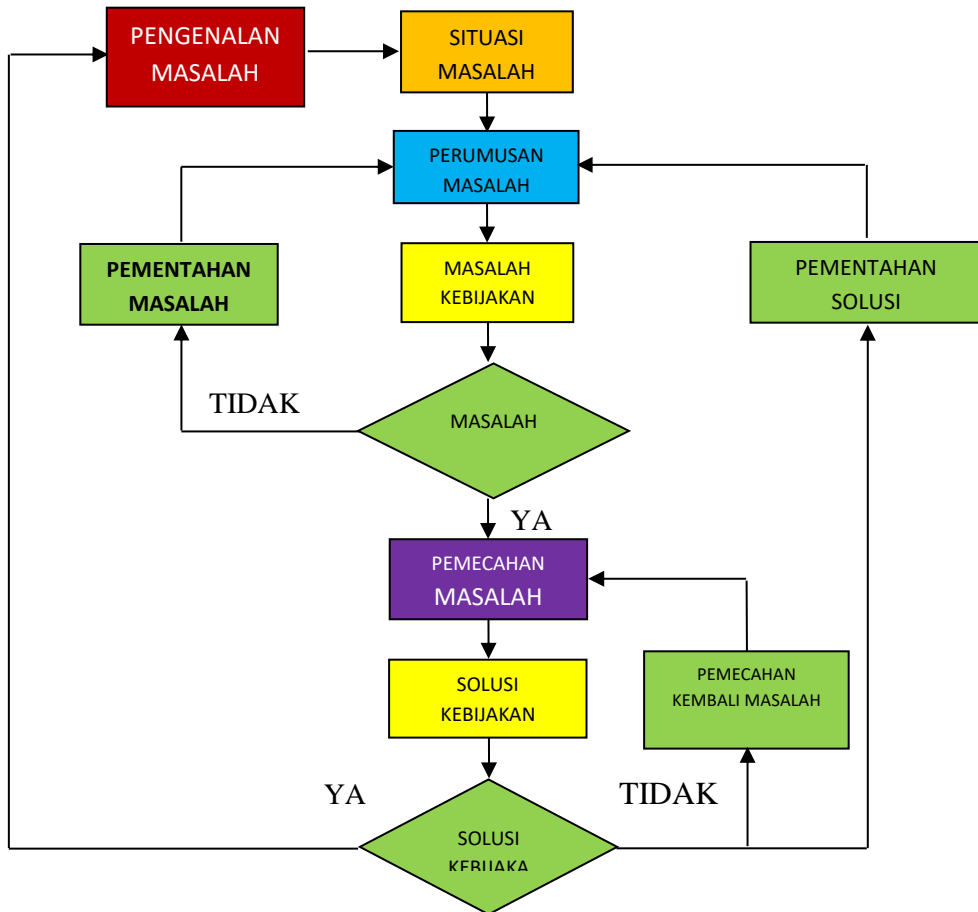 PENGENALAN
MASALAH
SITUASI
MASALAH
PERUMUSAN
MASALAH
PEMENTAHAN
MASALAH
MASALAH
KEBIJAKAN
PEMENTAHAN
SOLUSI
TIDAK
MASALAH
YA
PEMECAHAN
MASALAH
SOLUSI
KEBIJAKAN
PEMECAHAN
KEMBALI MASALAH
YA
TIDAK
SOLUSI
KEBIJAKA